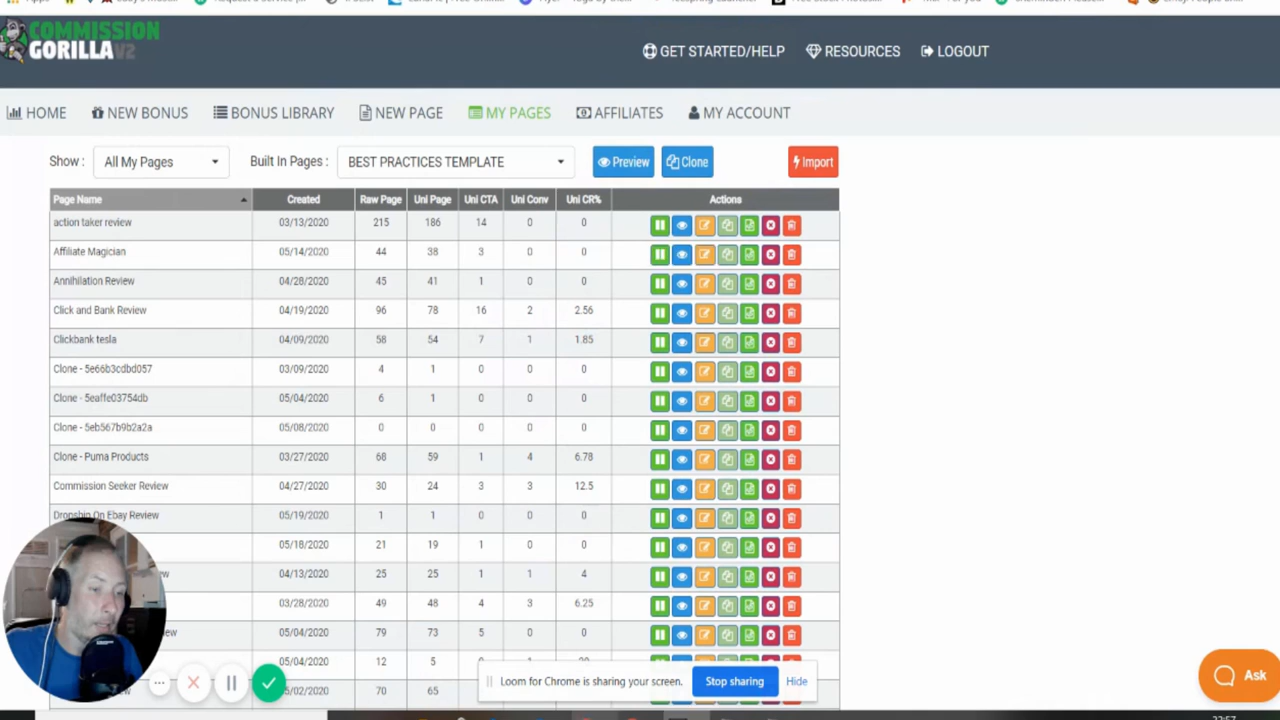 COMMISSION
GORILLA V2
GET STARTED/HELP RESOURCES LOGOUT
HOME NEW BONUS BONUS LIBRARY NEW PAGE MY PAGES AFFILIATES MY ACCOUNT
Show : All My Pages Built In Pages : BEST PRACTICES TEMPLATE Preview Clone Import
Page Name Created Raw Page Uni Page Uni CTA Uni Conv Uni CR% Actions
action taker review 03/13/2020 215 186 14 0 0
Affiliate Magician 05/14/2020 44 38 3 0 0
Annihilation Review 04/28/2020 45 41 1 0 0
Click and Bank Review 04/19/2020 96 78 16 2 2.56
Clickbank tesla 04/09/2020 58 54 7 1 1.85
Clone - 5e66b3cdbd057 03/09/2020 4 1 0 0 0
Clone - 5eaffe03754db 05/04/2020 6 1 0 0 0
Clone - 5eb567b9b2a2a 05/08/2020 0 0 0 0 0
Clone - Puma Products 03/27/2020 68 59 1 4 6.78
Commission Seeker Review 04/27/2020 30 24 3 3 12.5
Dropship On Ebay Review 05/19/2020 1 1 0 0 0
05/18/2020 21 19 1 0 0
04/13/2020 25 25 1 1 4
03/28/2020 49 48 4 3 6.25
05/04/2020 79 73 5 0 0
05/04/2020 12
05/02/2020 70 65
Loom for Chrome is sharing your screen. Stop sharing Hide
Ask